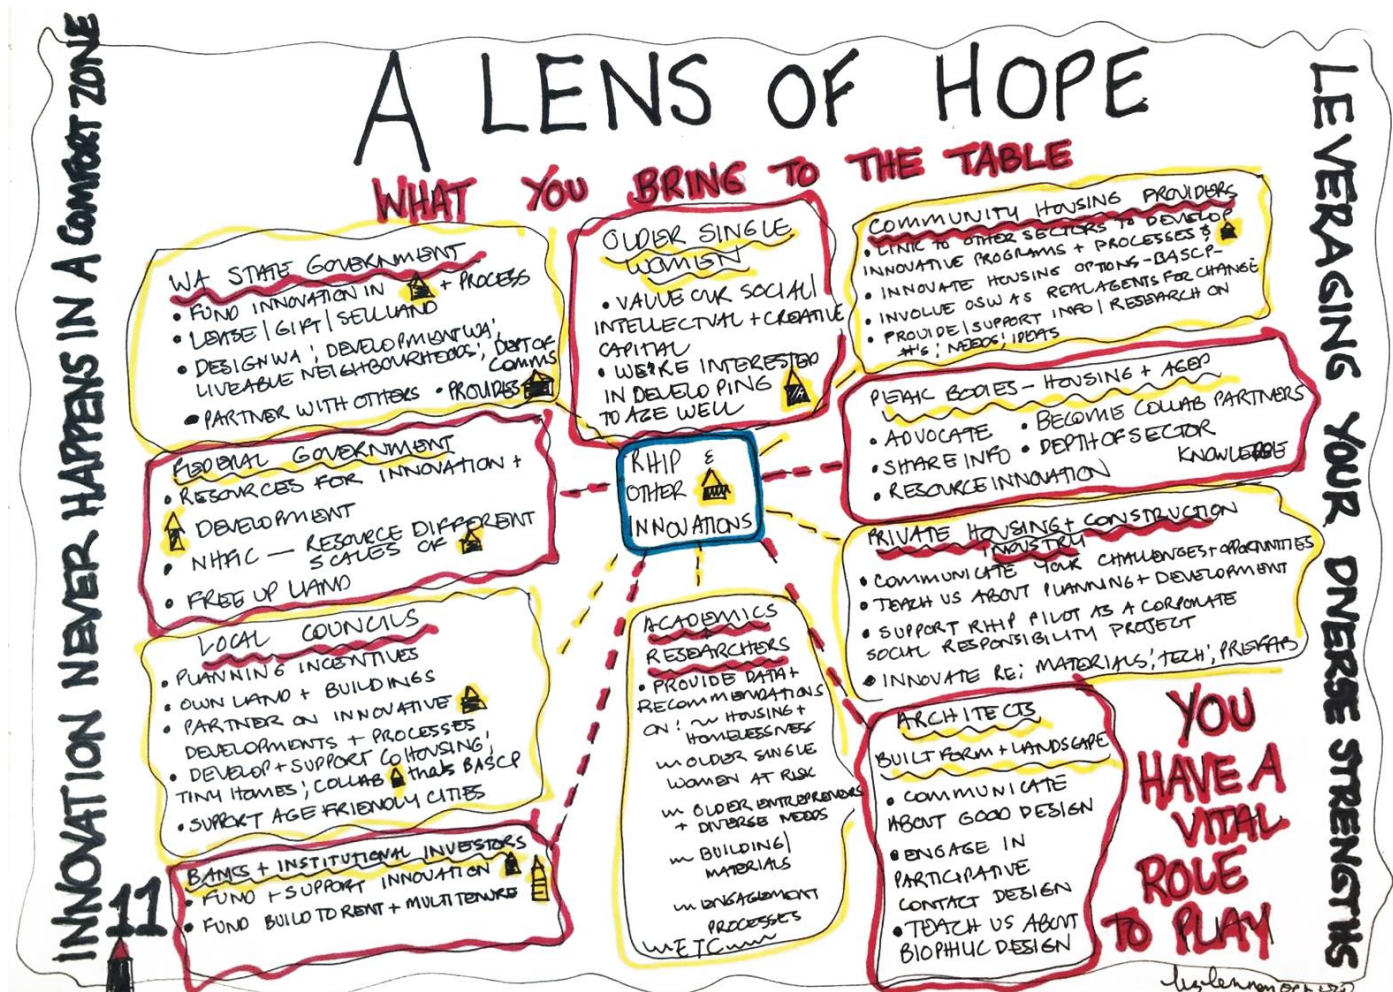 A LENS OF HOPE
WHAT YOU BRING TO THE TABLE
INNOVATION NEVER HAPPENS IN A COMFORT ZONE
LEVERAGING YOUR DIVERSE STRENGTHS
WA STATE GOVERNMENT
• FUND INNOVATION IN + PROCESS
• LEASE | GIFT | SELL LAND
• DESIGNWA; DEVELOPMENTWA;
LIVEABLE NEIGHBOURHOODS; DEPT OF
COMMS
• PARTNER WITH OTHERS • PROVIDES
FEDERAL GOVERNMENT
• RESOURCES FOR INNOVATION +
DEVELOPMENT
• NHFIC — RESOURCE DIFFERENT
SCALES OF
• FREE UP LAND
LOCAL COUNCILS
• PLANNING INCENTIVES
• OWN LAND + BUILDINGS
• PARTNER ON INNOVATIVE
DEVELOPMENTS + PROCESSES
• DEVELOP + SUPPORT COHOUSING;
TINY HOMES; COLLAB thats BASCP
• SUPPORT AGE FRIENDLY CITIES
BANKS + INSTITUTIONAL INVESTORS
• FUND + SUPPORT INNOVATION
• FUND BUILD TO RENT + MULTITENURE
11
OLDER SINGLE
WOMEN
• VALUE OUR SOCIAL |
INTELLECTUAL + CREATIVE
CAPITAL
• WE'RE INTERESTED
IN DEVELOPING
TO AGE WELL
RHIP &
OTHER
INNOVATIONS
ACADEMICS
+
RESEARCHERS
• PROVIDE DATA +
RECOMMENDATIONS
ON: ~ HOUSING +
HOMELESSNESS
~ OLDER SINGLE
WOMEN AT RISK
~ OLDER ENTREPRENEURS
+ DIVERSE NEEDS
~ BUILDING |
MATERIALS
~ ENGAGEMENT
PROCESSES
~ ETC ~
COMMUNITY HOUSING PROVIDERS
• LINK TO OTHER SECTORS TO DEVELOP
INNOVATIVE PROGRAMS + PROCESSES &
• INNOVATE HOUSING OPTIONS - BASCP -
• INVOLVE OSW AS REAL AGENTS FOR CHANGE
• PROVIDE | SUPPORT INFO | RESEARCH ON
#'s; NEEDS; IDEAS
PEAK BODIES — HOUSING + AGED
• ADVOCATE • BECOME COLLAB PARTNERS
• SHARE INFO • DEPTH OF SECTOR
KNOWLEDGE
• RESOURCE INNOVATION
PRIVATE HOUSING + CONSTRUCTION
INDUSTRY
• COMMUNICATE YOUR CHALLENGES + OPPORTUNITIES
• TEACH US ABOUT PLANNING + DEVELOPMENT
• SUPPORT RHIP PILOT AS A CORPORATE
SOCIAL RESPONSIBILITY PROJECT
• INNOVATE RE: MATERIALS; TECH; PREFAB
ARCHITECTS
BUILT FORM + LANDSCAPE
• COMMUNICATE
ABOUT GOOD DESIGN
• ENGAGE IN
PARTICIPATIVE
CONTACT DESIGN
• TEACH US ABOUT
BIOPHILIC DESIGN
YOU
HAVE A
VITAL
ROLE
TO PLAY